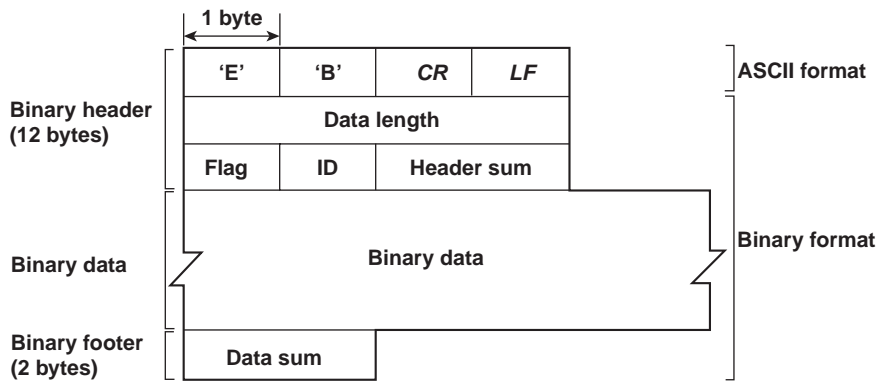 1 byte
‘E’ ‘B’ CR LF
ASCII format
Binary header
(12 bytes)
Data length
Flag ID Header sum
Binary data
Binary data
Binary format
Binary footer
(2 bytes)
Data sum